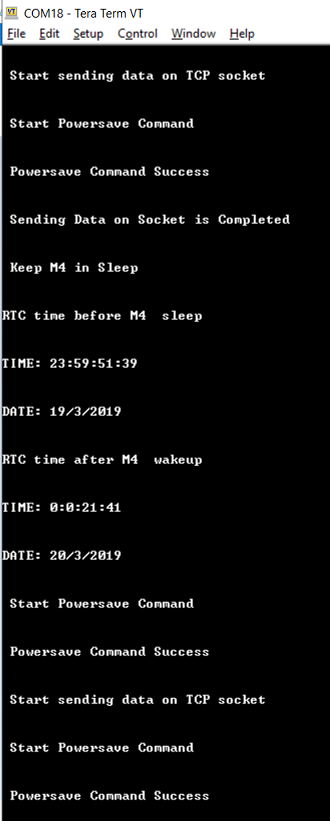 COM18 - Tera Term VT
File Edit Setup Control Window Help
Start sending data on TCP socket
Start Powersave Command
Powersave Command Success
Sending Data on Socket is Completed
Keep M4 in Sleep
RTC time before M4  sleep
TIME: 23:59:51:39
DATE: 19/3/2019
RTC time after M4  wakeup
TIME: 0:0:21:41
DATE: 20/3/2019
Start Powersave Command
Powersave Command Success
Start sending data on TCP socket
Start Powersave Command
Powersave Command Success